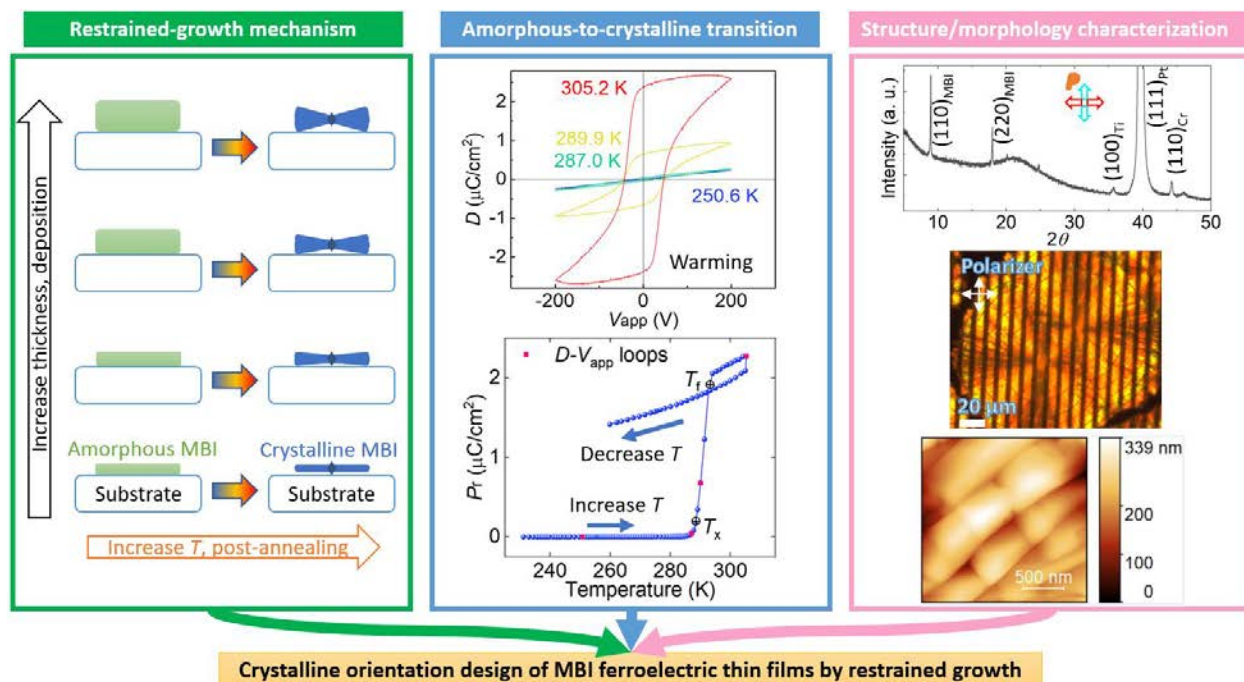 Restrained-growth mechanism
Increase thickness, deposition
Amorphous MBI
Crystalline MBI
Substrate
Substrate
Increase T, post-annealing
Amorphous-to-crystalline transition
D (μC/cm²)
2
1
0
-1
-2
305.2 K
289.9 K
287.0 K
250.6 K
Warming
-200
0
200
Vapp (V)
D-Vapp loops
Pr (μC/cm²)
2
1
0
Tf
Decrease T
Increase T
Tx
240
260
280
300
Temperature (K)
Structure/morphology characterization
Intensity (a. u.)
(110)MBI
(220)MBI
(100)Ti
(111)Pt
(110)Cr
10
20
30
40
50
2θ
Polarizer
20 μm
500 nm
339 nm
200
100
0
Crystalline orientation design of MBI ferroelectric thin films by restrained growth